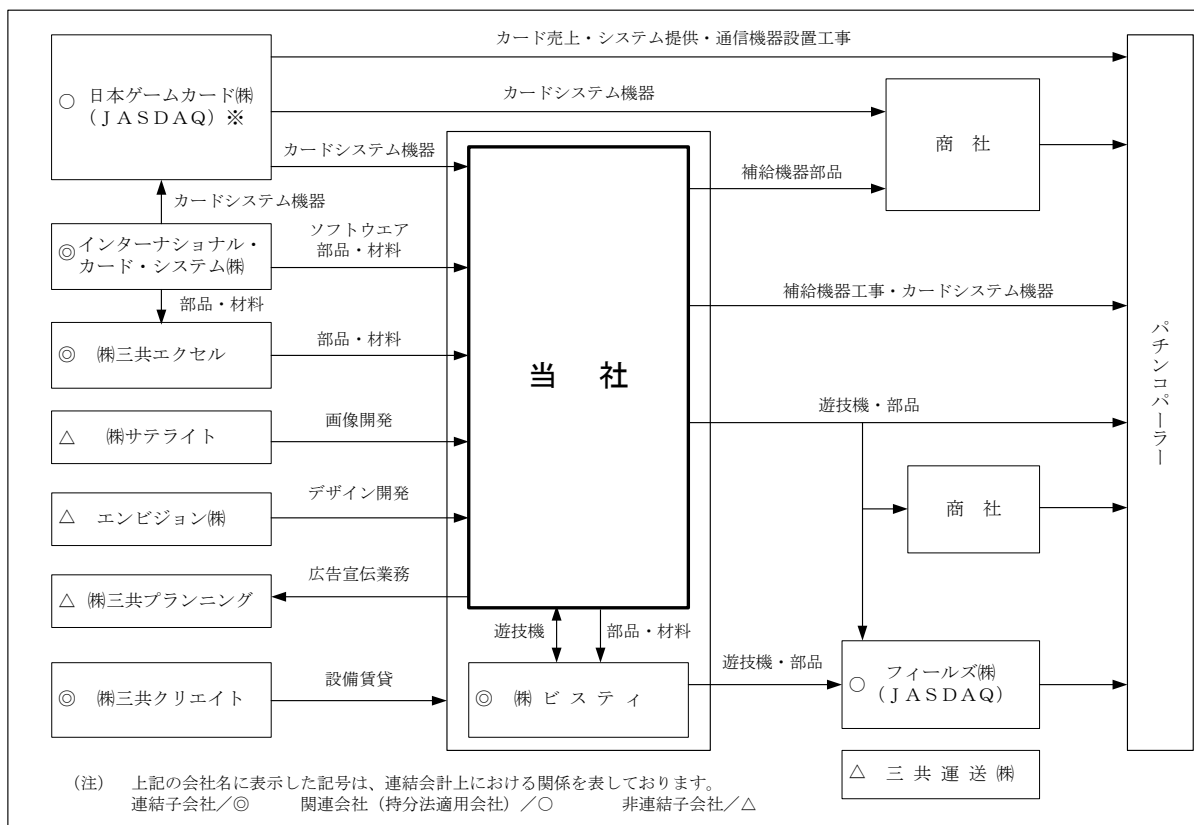 カード売上・システム提供・通信機器設置工事
○ 日本ゲームカード㈱
(ＪＡＳＤＡＱ)※
カードシステム機器
カードシステム機器
商 社
補給機器部品
カードシステム機器
◎インターナショナル・
カード・システム㈱
ソフトウエア
部品・材料
部品・材料
補給機器工事・カードシステム機器
◎ ㈱三共エクセル
部品・材料
当 社
パチンコパーラー
△ ㈱サテライト
画像開発
遊技機・部品
△ エンビジョン㈱
デザイン開発
商 社
△ ㈱三共プランニング
広告宣伝業務
遊技機
部品・材料
◎ ㈱三共クリエイト
設備賃貸
◎ ㈱ ビ ス テ ィ
遊技機・部品
○ フィールズ㈱
(ＪＡＳＤＡＱ)
△ 三 共 運 送 ㈱
(注) 上記の会社名に表示した記号は、連結会計上における関係を表しております。
連結子会社／◎ 関連会社（持分法適用会社）／○ 非連結子会社／△